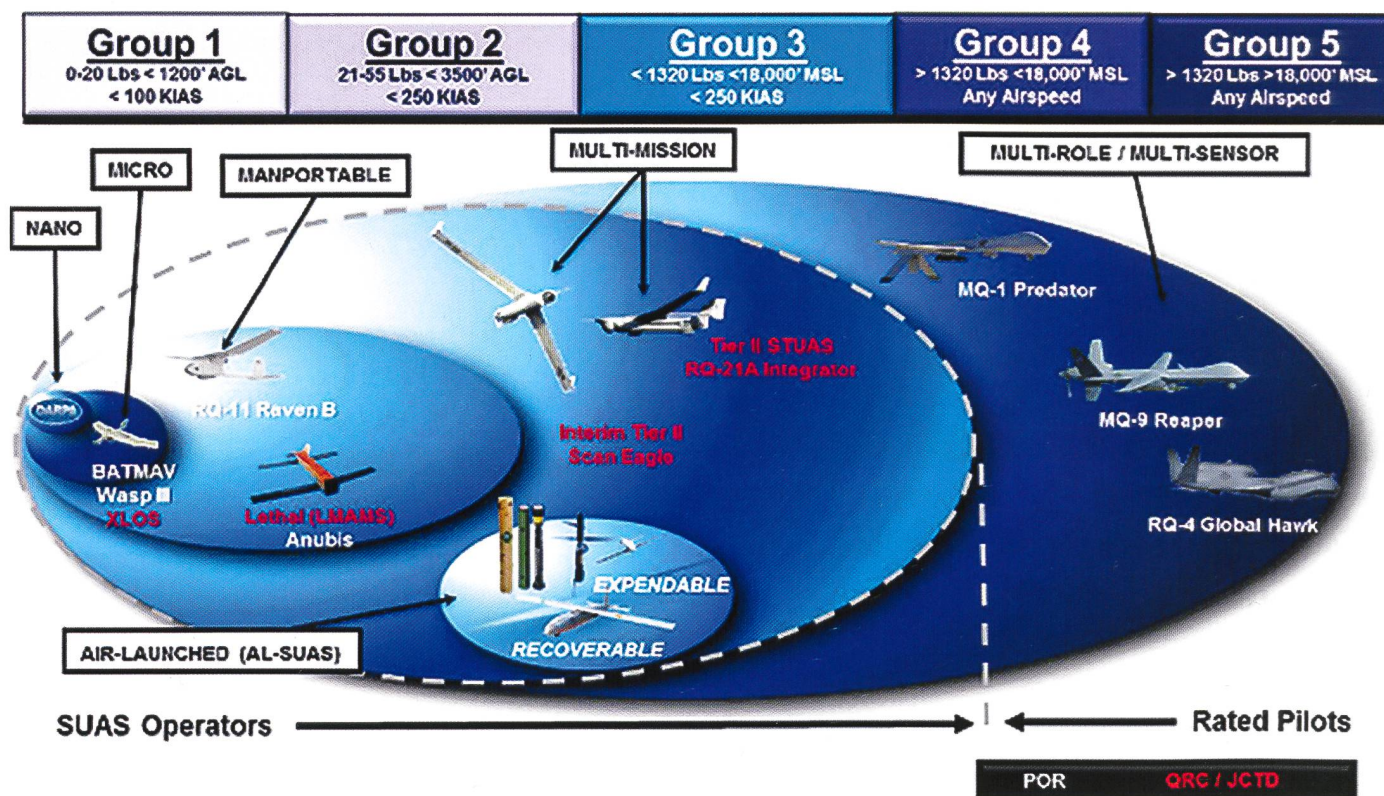 Group 1
0-20 Lbs < 1200' AGL
< 100 KIAS
Group 2
21-55 Lbs < 3500' AGL
< 250 KIAS
Group 3
< 1320 Lbs <18,000' MSL
< 250 KIAS
Group 4
> 1320 Lbs <18,000' MSL
Any Airspeed
Group 5
> 1320 Lbs >18,000' MSL
Any Airspeed
NANO
MICRO
MANPORTABLE
MULTI-MISSION
MULTI-ROLE / MULTI-SENSOR
MQ-1 Predator
Tier II STUAS
RQ-21A Integrator
MQ-9 Reaper
RQ-11 Raven B
DARPA
Interim Tier II
Scan Eagle
BATMAV
Wasp III
XLOS
Lethal (LMAMS)
Anubis
RQ-4 Global Hawk
EXPENDABLE
RECOVERABLE
AIR-LAUNCHED (AL-SUAS)
SUAS Operators
Rated Pilots
POR
QRC / JCTD